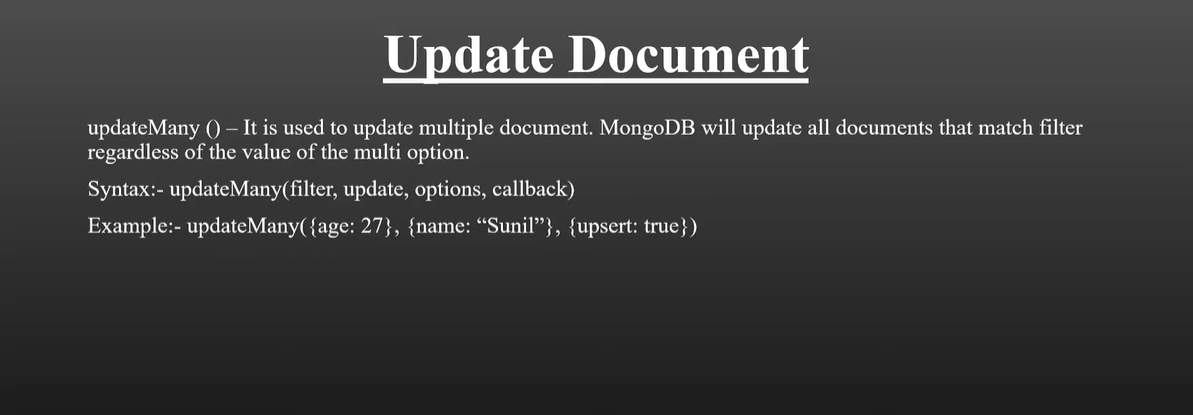 Update Document
updateMany () – It is used to update multiple document. MongoDB will update all documents that match filter
regardless of the value of the multi option.
Syntax:- updateMany(filter, update, options, callback)
Example:- updateMany({age: 27}, {name: “Sunil”}, {upsert: true})